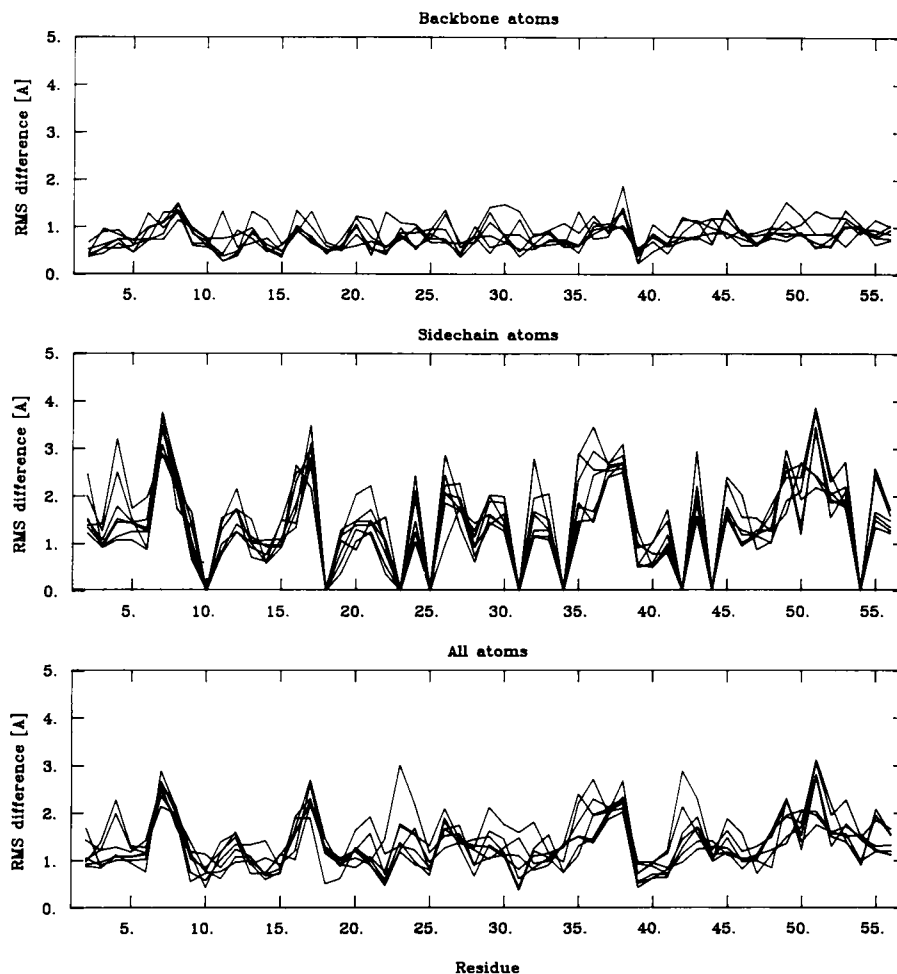 Backbone atoms
5.
4.
3.
2.
1.
0.
RMS difference [A]
5. 10. 15. 20. 25. 30. 35. 40. 45. 50. 55.
Sidechain atoms
5.
4.
3.
2.
1.
0.
RMS difference [A]
5. 10. 15. 20. 25. 30. 35. 40. 45. 50. 55.
All atoms
5.
4.
3.
2.
1.
0.
RMS difference [A]
5. 10. 15. 20. 25. 30. 35. 40. 45. 50. 55.
Residue